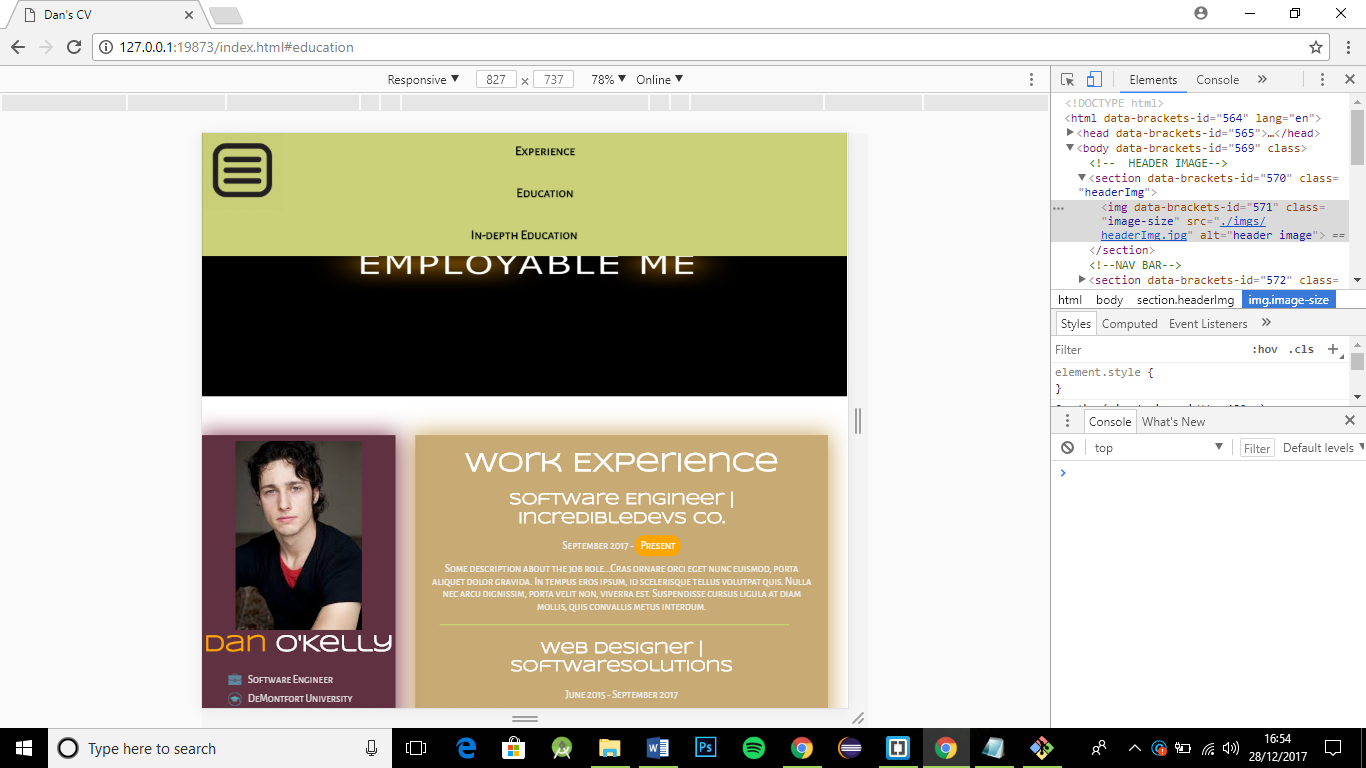 Dan's CV
127.0.0.1:19873/index.html#education
Responsive 827 × 737 78% Online
Elements Console
<!DOCTYPE html>
<html data-brackets-id="564" lang="en">
<head data-brackets-id="565">…</head>
<body data-brackets-id="569" class>
<!-- HEADER IMAGE-->
<section data-brackets-id="570" class=
"headerImg">
<img data-brackets-id="571" class=
"image-size" src="./imgs/
headerImg.jpg" alt="header image"> ==
</section>
<!--NAV BAR-->
<section data-brackets-id="572" class=
html body section.headerImg img.image-size
Styles Computed Event Listeners
Filter :hov .cls +
element.style {
}
Console What's New
top Filter Default levels
Experience
Education
In-depth Education
EMPLOYABLE ME
Work Experience
Software Engineer |
IncredibleDevs Co.
September 2017 - Present
Some description about the job role...Cras ornare orci eget nunc euismod, porta
aliquet dolor gravida. In tempus eros ipsum, id scelerisque tellus volutpat quis. Nulla
nec arcu dignissim, porta velit non, viverra est. Suspendisse cursus ligula at diam
mollis, quis convallis metus interdum.
Web Designer |
SoftwareSolutions
June 2015 - September 2017
Dan O'Kelly
Software Engineer
DeMontfort University
Type here to search
16:54
28/12/2017